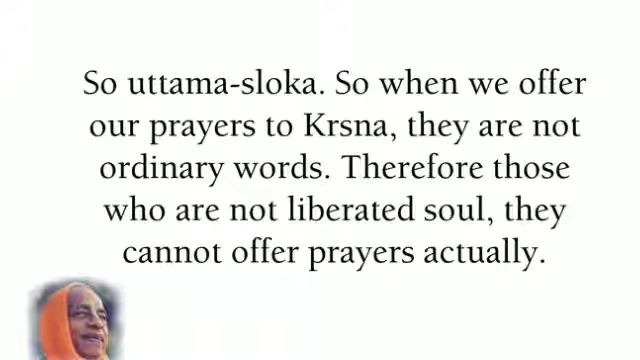 So uttama-sloka. So when we offer
our prayers to Krsna, they are not
ordinary words. Therefore those
who are not liberated soul, they
cannot offer prayers actually.